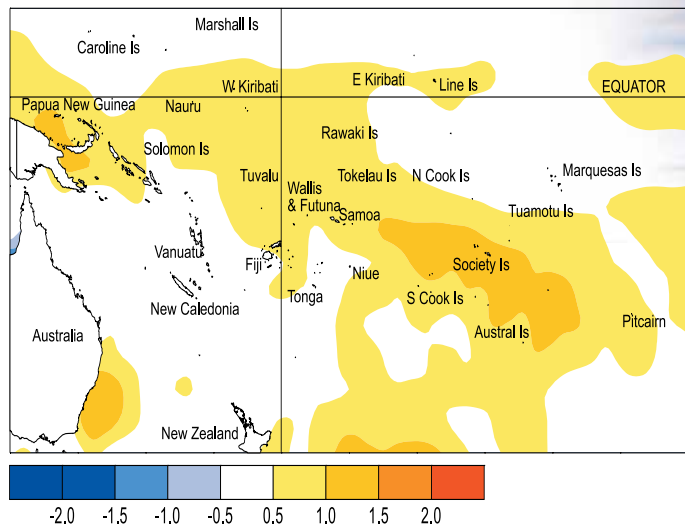 Marshall Is
Caroline Is
W Kiribati
E Kiribati
Line Is
EQUATOR
Papua New Guinea
Nauru
Rawaki Is
Solomon Is
Tuvalu
Tokelau Is
N Cook Is
Marquesas Is
Wallis
& Futuna
Samoa
Tuamotu Is
Vanuatu
Fiji
Niue
Society Is
New Caledonia
Tonga
S Cook Is
Australia
Austral Is
Pitcairn
New Zealand
-2.0 -1.5 -1.0 -0.5 0.5 1.0 1.5 2.0